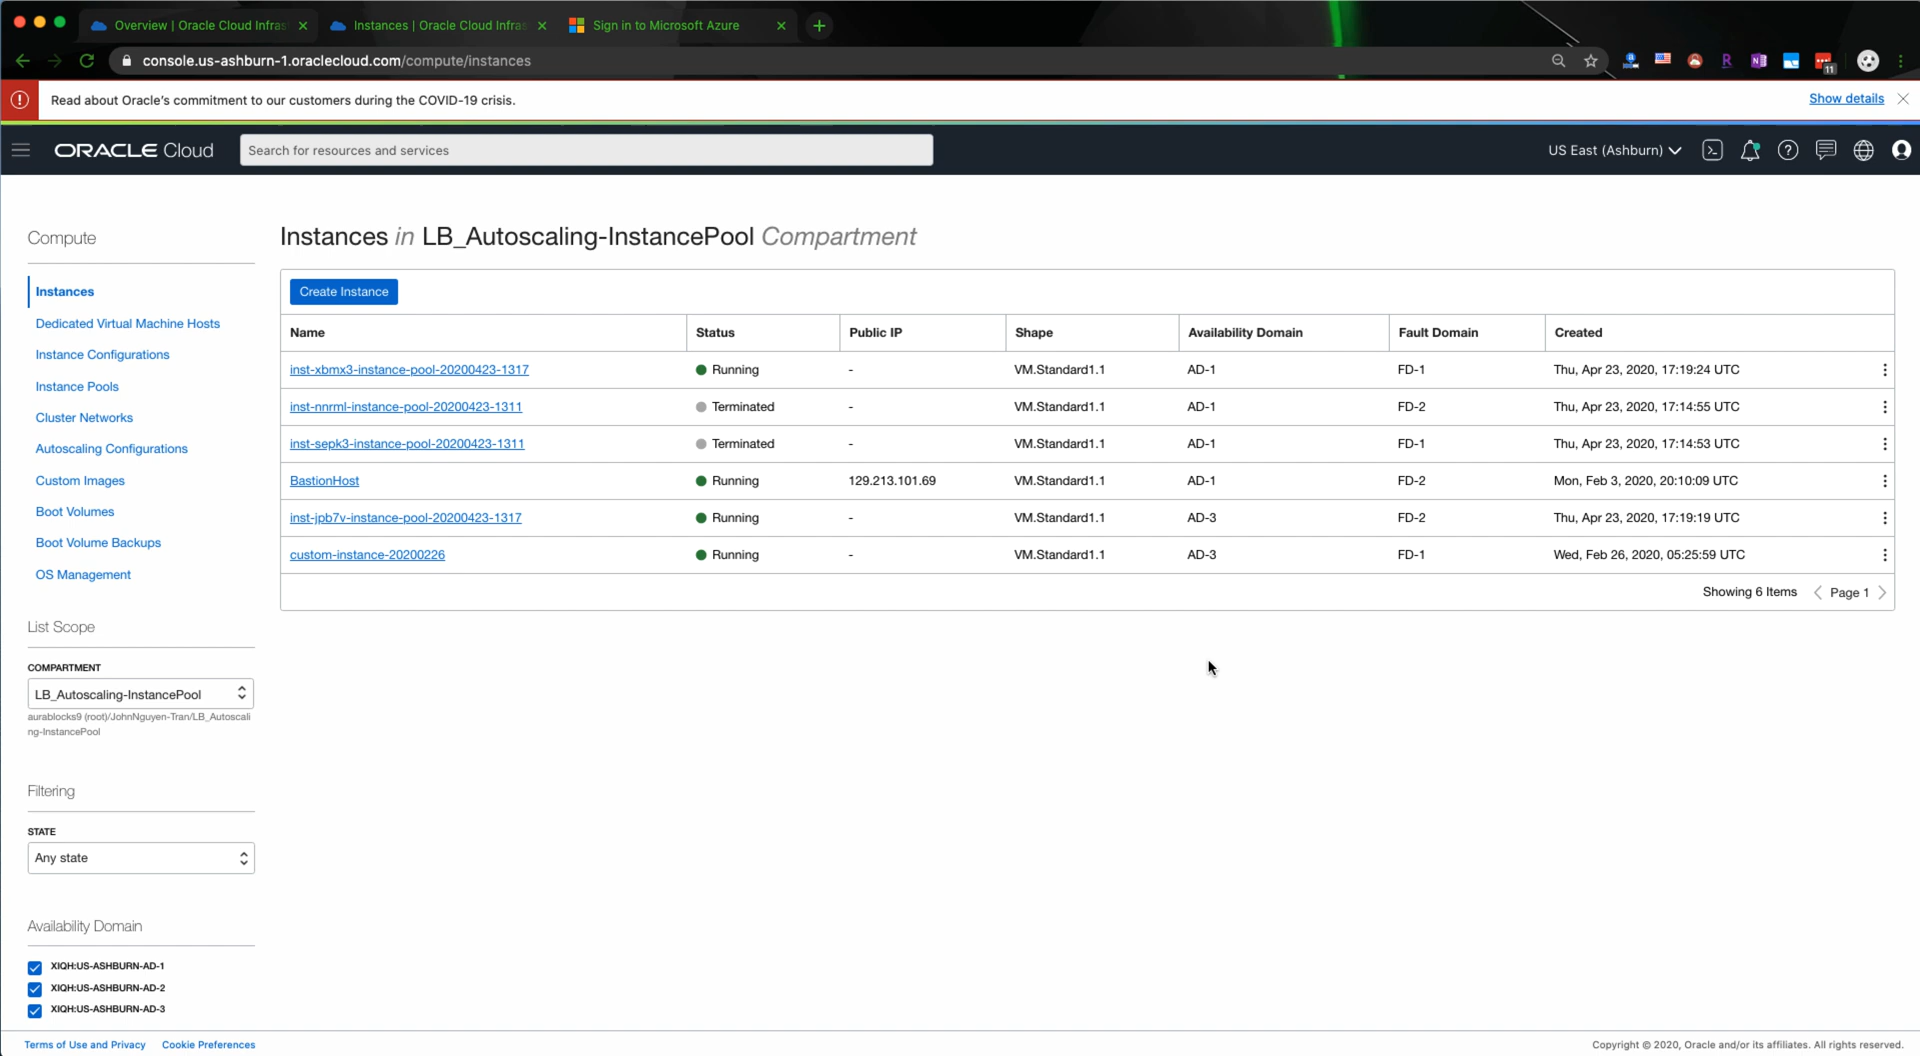 Overview | Oracle Cloud Infras
Instances | Oracle Cloud Infras
Sign in to Microsoft Azure
console.us-ashburn-1.oraclecloud.com/compute/instances
11
Read about Oracle's commitment to our customers during the COVID-19 crisis.
Show details
ORACLE Cloud
Search for resources and services
US East (Ashburn)
Compute
Instances
Dedicated Virtual Machine Hosts
Instance Configurations
Instance Pools
Cluster Networks
Autoscaling Configurations
Custom Images
Boot Volumes
Boot Volume Backups
OS Management
List Scope
COMPARTMENT
LB_Autoscaling-InstancePool
aurablocks9 (root)/JohnNguyen-Tran/LB_Autoscali
ng-InstancePool
Filtering
STATE
Any state
Availability Domain
XIQH:US-ASHBURN-AD-1
XIQH:US-ASHBURN-AD-2
XIQH:US-ASHBURN-AD-3
Instances in LB_Autoscaling-InstancePool Compartment
Create Instance
Name Status Public IP Shape Availability Domain Fault Domain Created
inst-xbmx3-instance-pool-20200423-1317 Running - VM.Standard1.1 AD-1 FD-1 Thu, Apr 23, 2020, 17:19:24 UTC
inst-nnrml-instance-pool-20200423-1311 Terminated - VM.Standard1.1 AD-1 FD-2 Thu, Apr 23, 2020, 17:14:55 UTC
inst-sepk3-instance-pool-20200423-1311 Terminated - VM.Standard1.1 AD-1 FD-1 Thu, Apr 23, 2020, 17:14:53 UTC
BastionHost Running 129.213.101.69 VM.Standard1.1 AD-1 FD-2 Mon, Feb 3, 2020, 20:10:09 UTC
inst-jpb7v-instance-pool-20200423-1317 Running - VM.Standard1.1 AD-3 FD-2 Thu, Apr 23, 2020, 17:19:19 UTC
custom-instance-20200226 Running - VM.Standard1.1 AD-3 FD-1 Wed, Feb 26, 2020, 05:25:59 UTC
Showing 6 Items Page 1
Terms of Use and Privacy Cookie Preferences
Copyright © 2020, Oracle and/or its affiliates. All rights reserved.